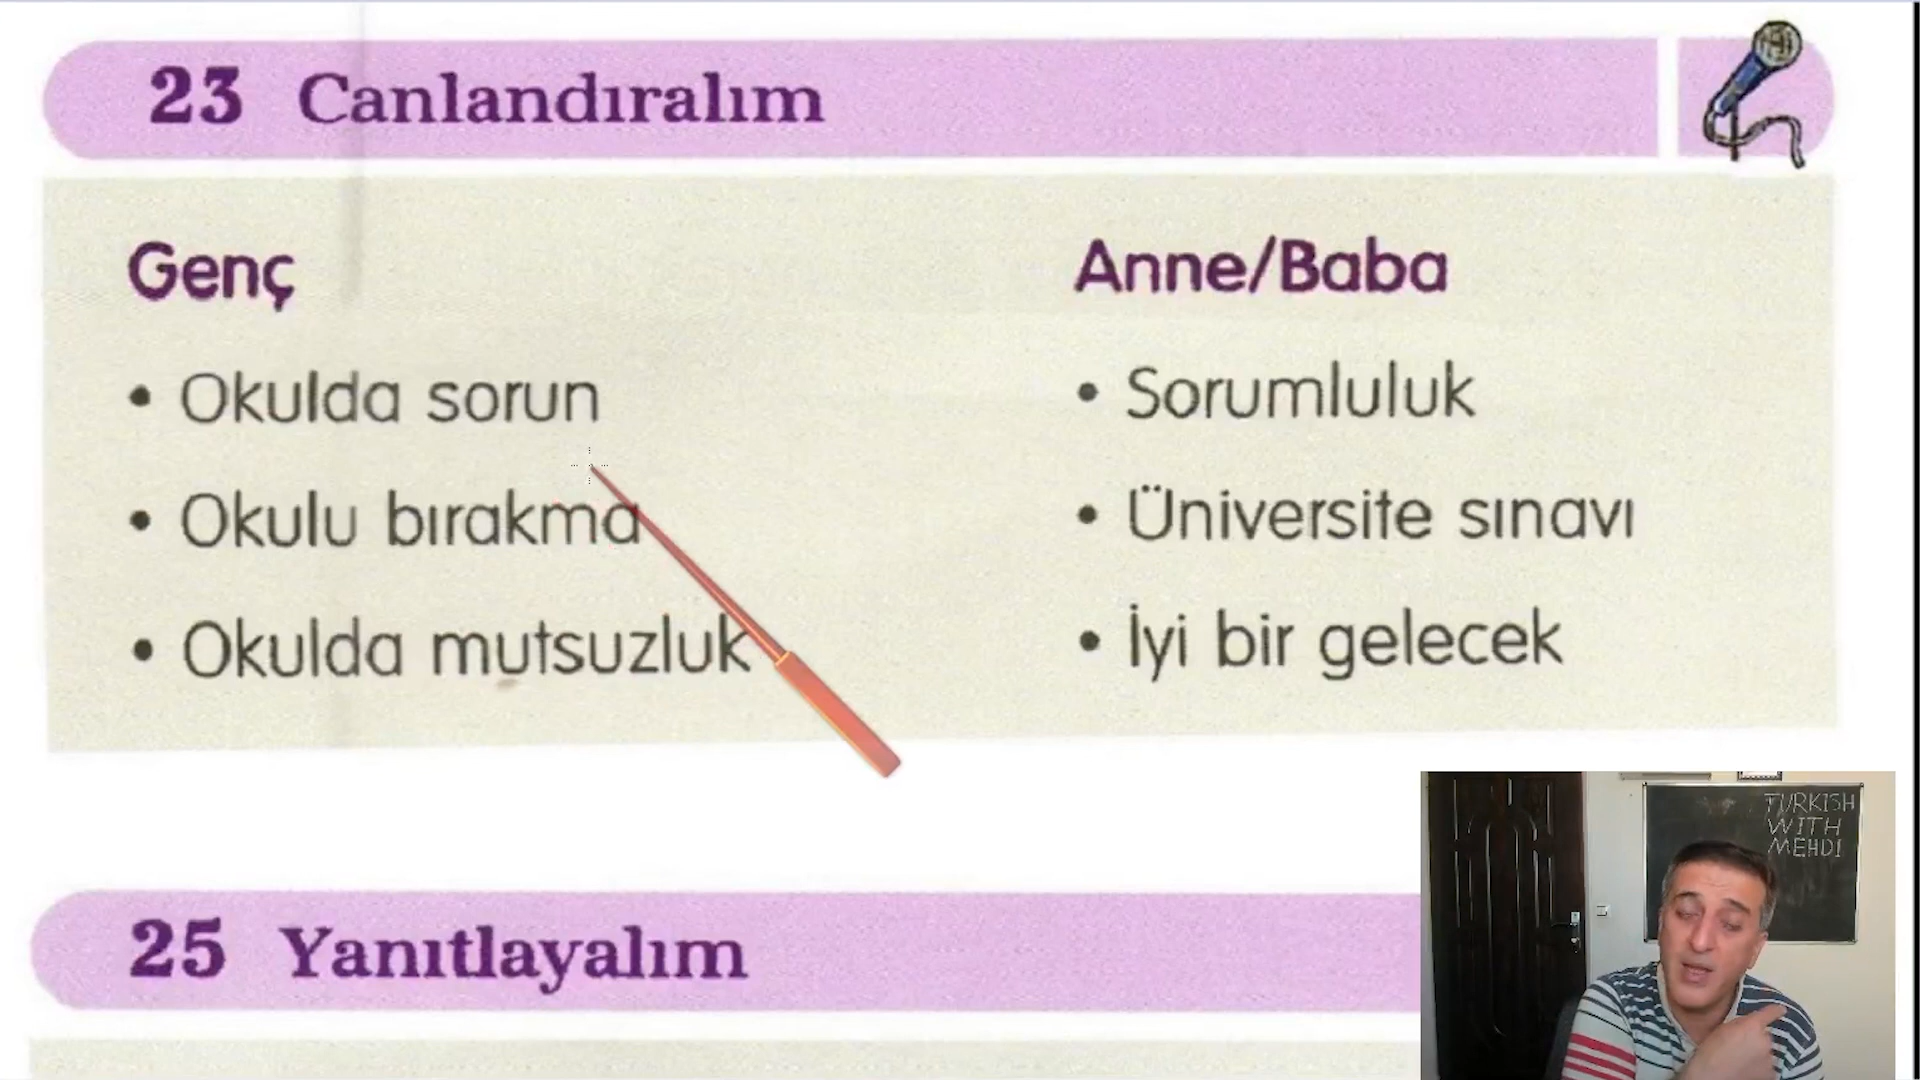 23 Canlandıralım
Genç
• Okulda sorun
• Okulu bırakma
• Okulda mutsuzluk
Anne/Baba
• Sorumluluk
• Üniversite sınavı
• İyi bir gelecek
25 Yanıtlayalım
TURKISH
WITH
MEHDI